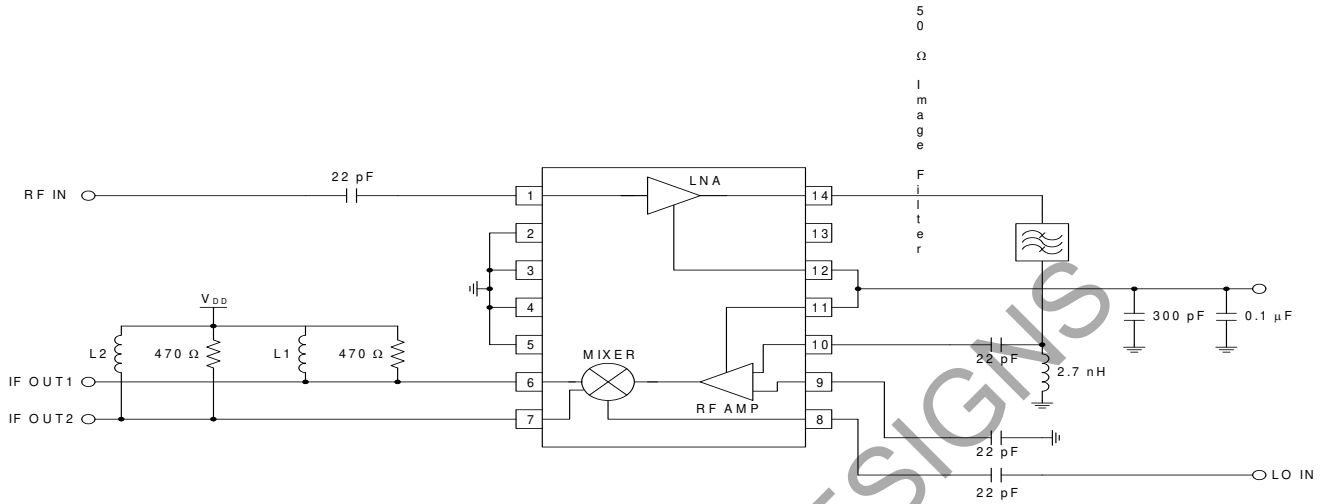 50 Ω Image Filter
22 pF
LNA
RF IN
1
14
2
13
3
12
4
11
VDD
300 pF
0.1 μF
5
10
L2
470 Ω
L1
470 Ω
MIXER
22 pF
2.7 nH
IF OUT1
6
9
RF AMP
IF OUT2
7
8
22 pF
LO IN
22 pF
ESIGNS